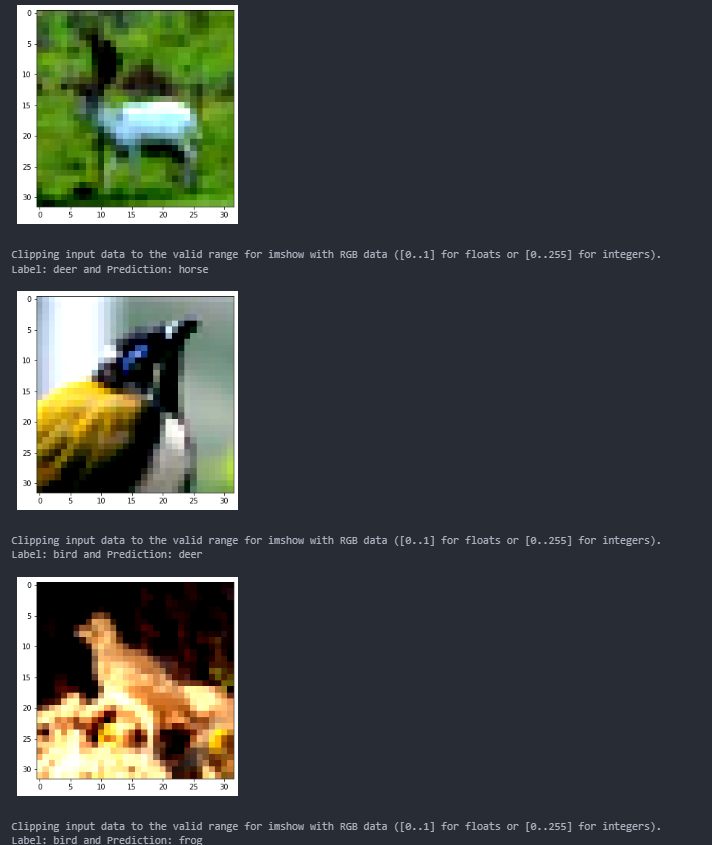 0
5
10
15
20
25
30
0 5 10 15 20 25 30
Clipping input data to the valid range for imshow with RGB data ([0..1] for floats or [0..255] for integers).
Label: deer and Prediction: horse
0
5
10
15
20
25
30
0 5 10 15 20 25 30
Clipping input data to the valid range for imshow with RGB data ([0..1] for floats or [0..255] for integers).
Label: bird and Prediction: deer
0
5
10
15
20
25
30
0 5 10 15 20 25 30
Clipping input data to the valid range for imshow with RGB data ([0..1] for floats or [0..255] for integers).
Label: bird and Prediction: frog